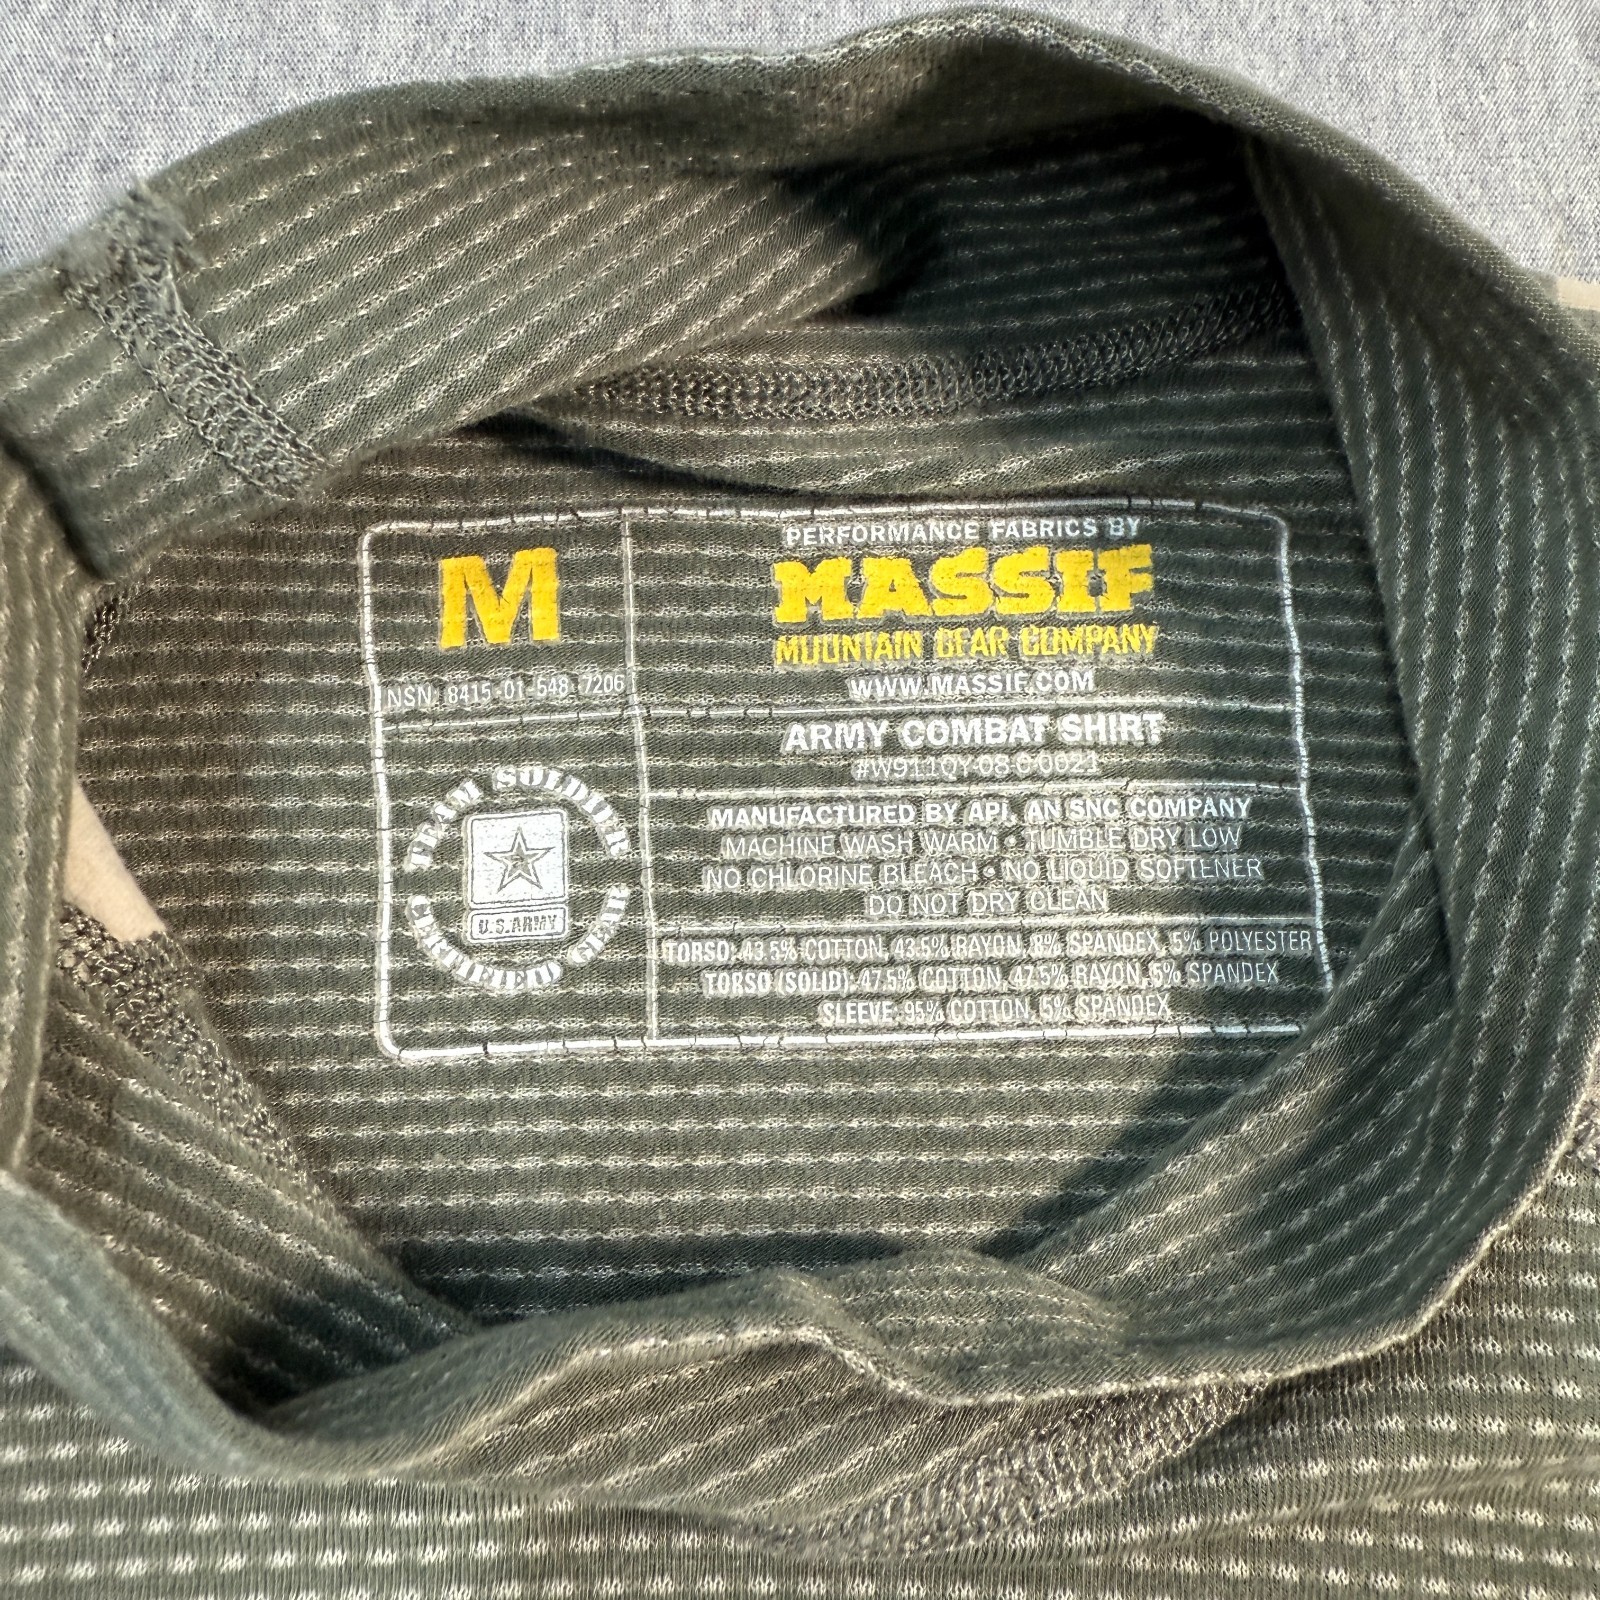 M
NSN: 8415-01-548-7206
TEAM SOLDIER
CERTIFIED GEAR
U.S.ARMY
PERFORMANCE FABRICS BY
MASSIF
MOUNTAIN GEAR COMPANY
WWW.MASSIF.COM
ARMY COMBAT SHIRT
#W911QY-08-0-0021
MANUFACTURED BY API, AN SNC COMPANY
MACHINE WASH WARM • TUMBLE DRY LOW
NO CHLORINE BLEACH • NO LIQUID SOFTENER
DO NOT DRY CLEAN
TORSO: 43.5% COTTON, 43.5% RAYON, 8% SPANDEX, 5% POLYESTER
TORSO (SOLID): 47.5% COTTON, 47.5% RAYON, 5% SPANDEX
SLEEVE: 95% COTTON, 5% SPANDEX